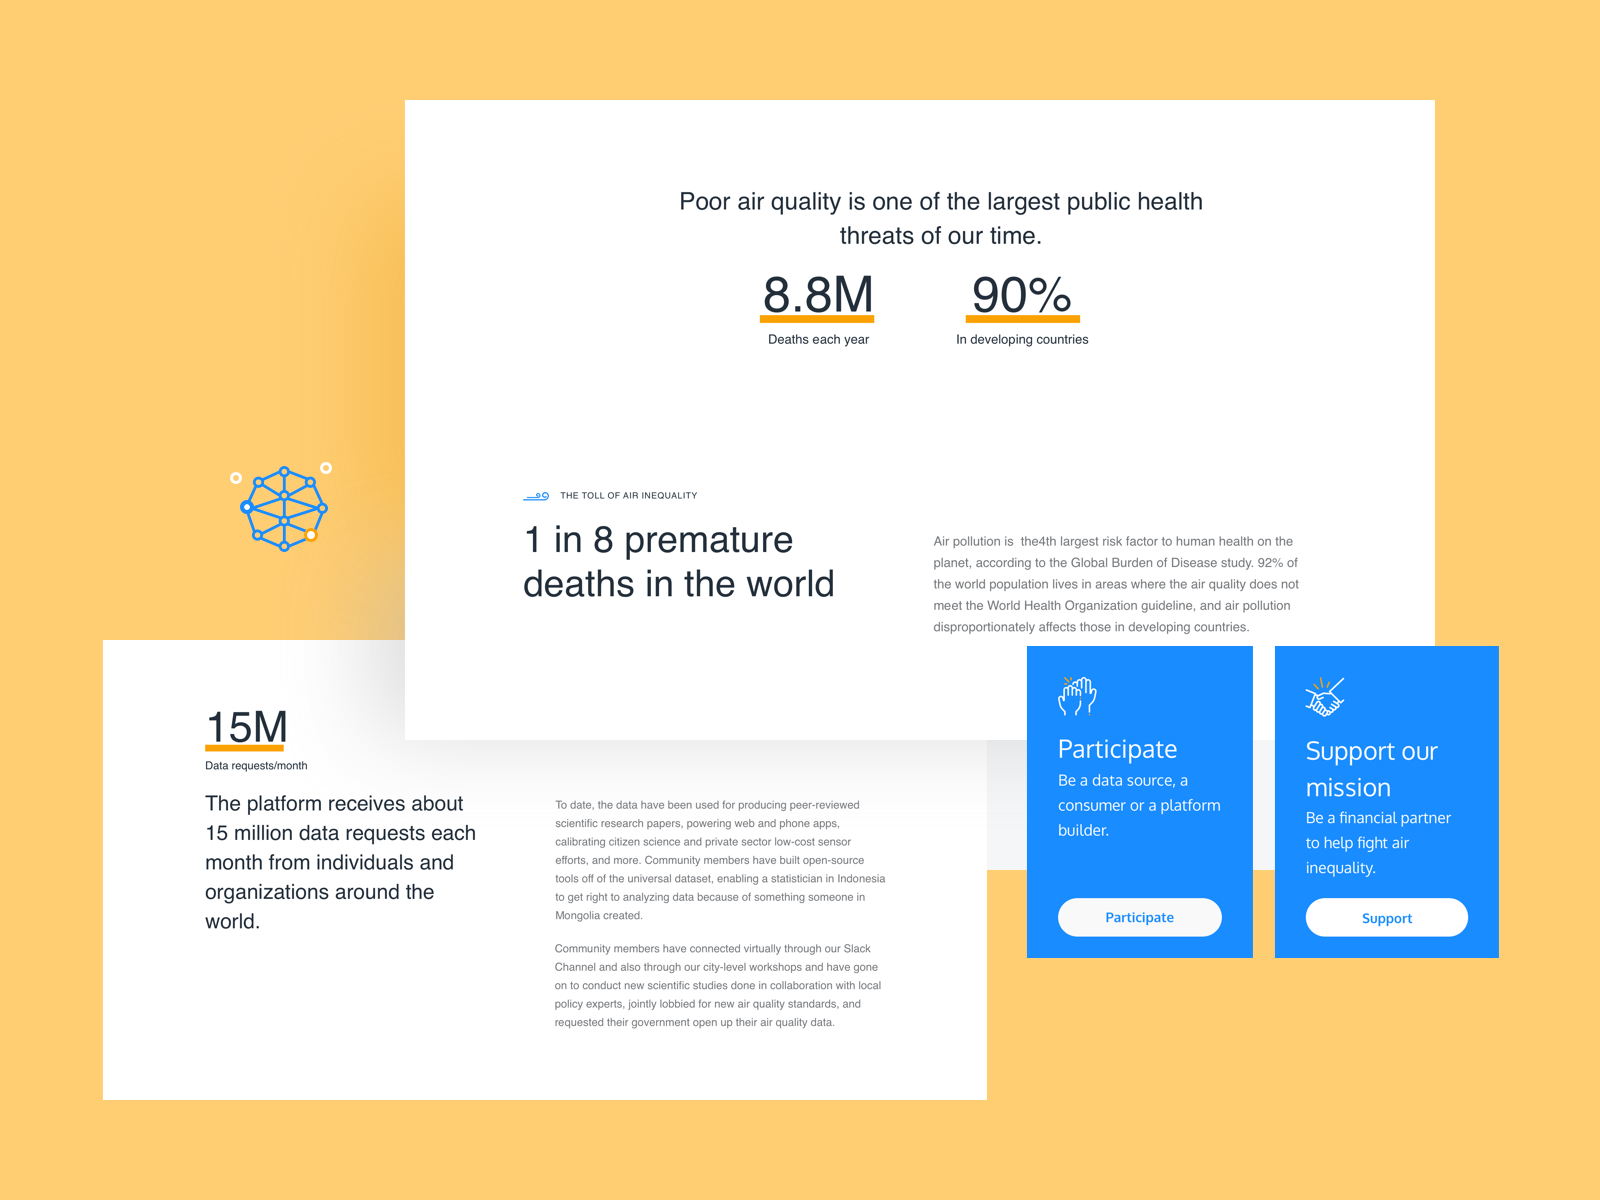 Poor air quality is one of the largest public health
threats of our time.
8.8M
Deaths each year
90%
In developing countries
THE TOLL OF AIR INEQUALITY
1 in 8 premature
deaths in the world
Air pollution is  the4th largest risk factor to human health on the
planet, according to the Global Burden of Disease study. 92% of
the world population lives in areas where the air quality does not
meet the World Health Organization guideline, and air pollution
disproportionately affects those in developing countries.
15M
Data requests/month
The platform receives about
15 million data requests each
month from individuals and
organizations around the
world.
To date, the data have been used for producing peer-reviewed
scientific research papers, powering web and phone apps,
calibrating citizen science and private sector low-cost sensor
efforts, and more. Community members have built open-source
tools off of the universal dataset, enabling a statistician in Indonesia
to get right to analyzing data because of something someone in
Mongolia created.
Community members have connected virtually through our Slack
Channel and also through our city-level workshops and have gone
on to conduct new scientific studies done in collaboration with local
policy experts, jointly lobbied for new air quality standards, and
requested their government open up their air quality data.
Participate
Be a data source, a
consumer or a platform
builder.
Participate
Support our
mission
Be a financial partner
to help fight air
inequality.
Support